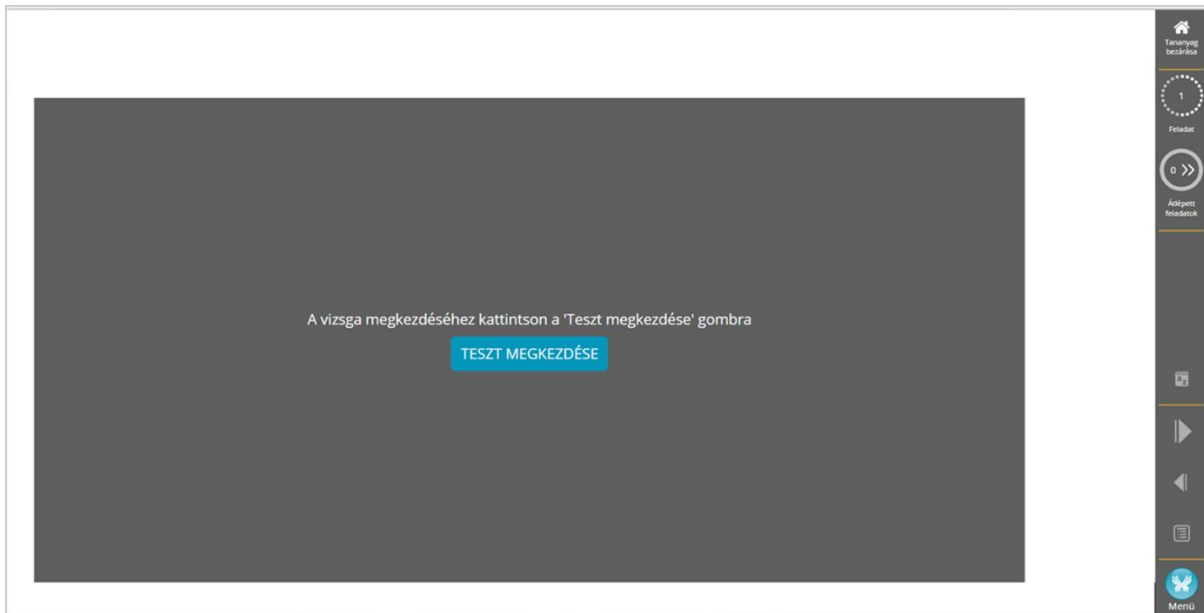 Tananyag
bezárása
1
Feladat
0
Átlépett
feladatok
A vizsga megkezdéséhez kattintson a 'Teszt megkezdése' gombra
TESZT MEGKEZDÉSE
A
Z
Menü